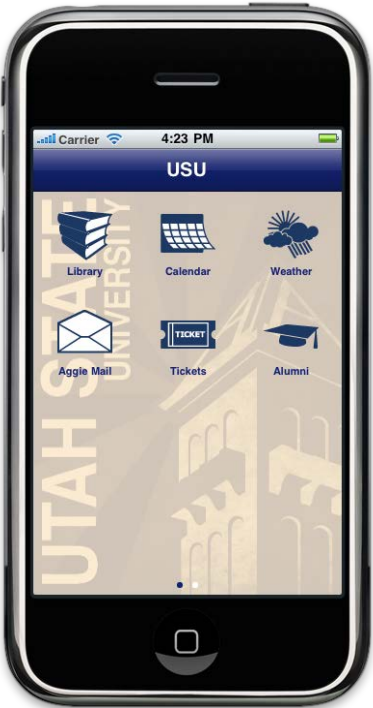 Carrier 4:23 PM
USU
Library Calendar Weather
TICKET
Aggie Mail Tickets Alumni
UTAH STATE
UNIVERSITY